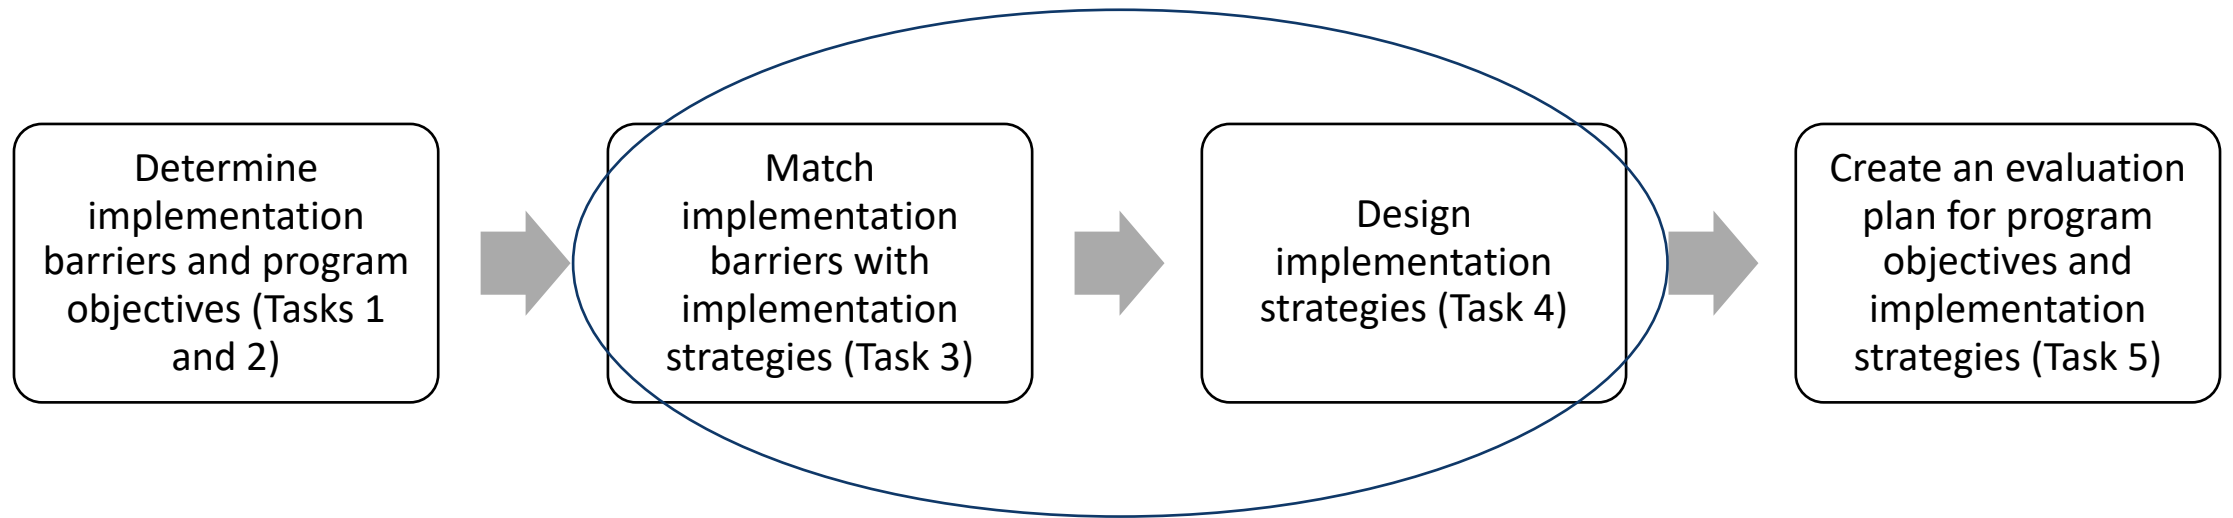 Determine
implementation
barriers and program
objectives (Tasks 1
and 2)
Match
implementation
barriers with
implementation
strategies (Task 3)
Design
implementation
strategies (Task 4)
Create an evaluation
plan for program
objectives and
implementation
strategies (Task 5)